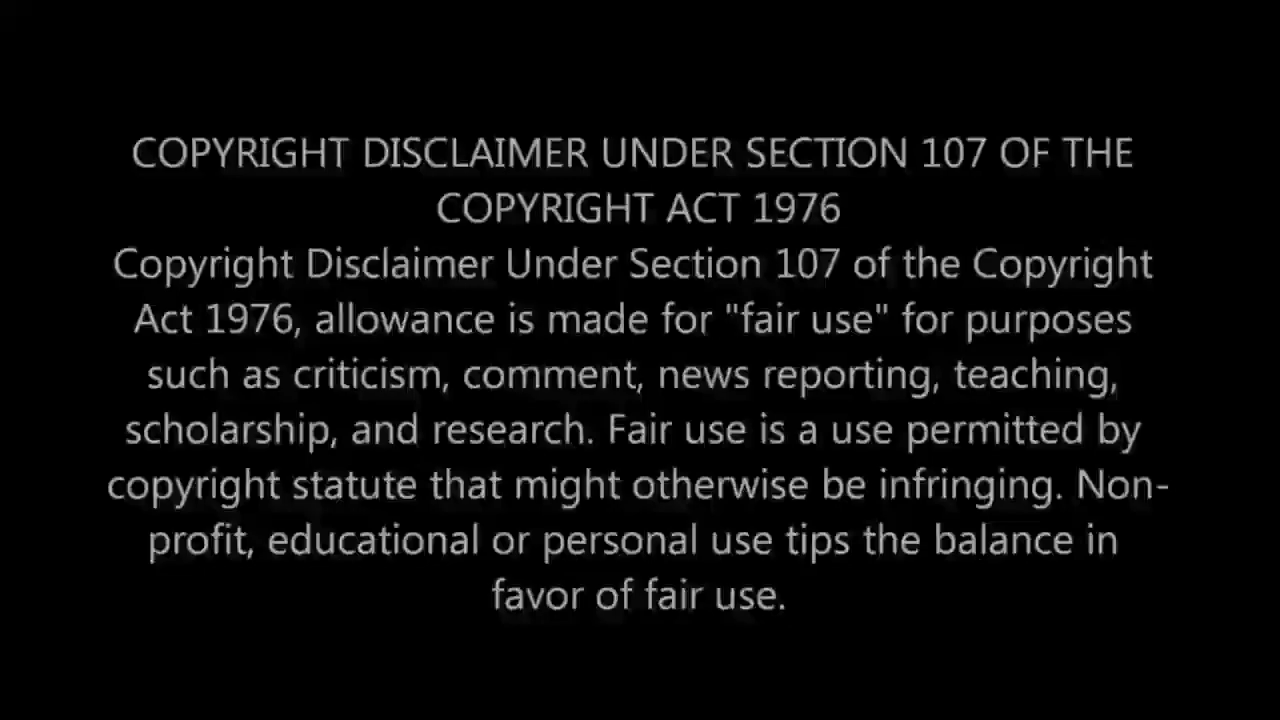 COPYRIGHT DISCLAIMER UNDER SECTION 107 OF THE
COPYRIGHT ACT 1976
Copyright Disclaimer Under Section 107 of the Copyright
Act 1976, allowance is made for "fair use" for purposes
such as criticism, comment, news reporting, teaching,
scholarship, and research. Fair use is a use permitted by
copyright statute that might otherwise be infringing. Non-
profit, educational or personal use tips the balance in
favor of fair use.